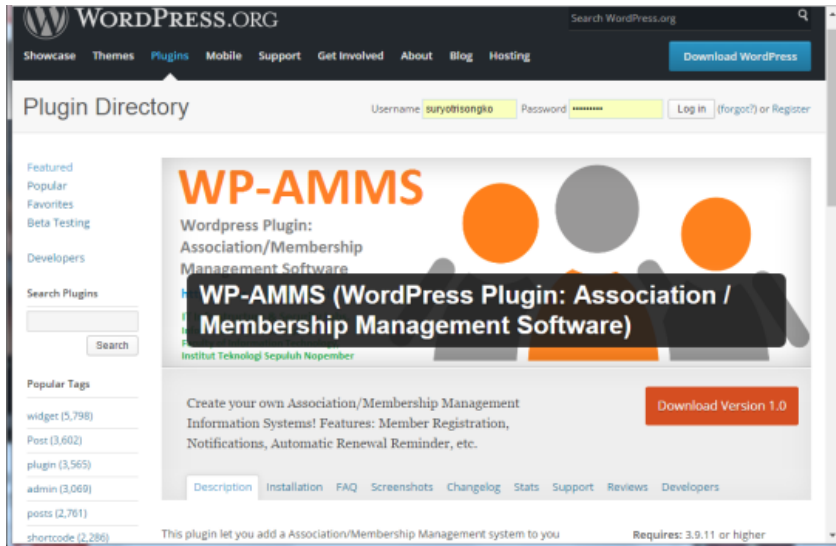 WORDPRESS.ORG
Search WordPress.org
Showcase Themes Plugins Mobile Support Get Involved About Blog Hosting
Download WordPress
Plugin Directory
Username suryotrisongko Password ••••••••• Log in (forgot?) or Register
Featured
Popular
Favorites
Beta Testing
Developers
Search Plugins
Search
Popular Tags
widget (5,798)
Post (3,602)
plugin (3,565)
admin (3,069)
posts (2,761)
shortcode (2,286)
WP-AMMS
Wordpress Plugin:
Association/Membership
Management Software
WP-AMMS (WordPress Plugin: Association /
Membership Management Software)
Institut Teknologi Sepuluh Nopember
Create your own Association/Membership Management
Information Systems! Features: Member Registration,
Notifications, Automatic Renewal Reminder, etc.
Download Version 1.0
Description Installation FAQ Screenshots Changelog Stats Support Reviews Developers
This plugin let you add a Association/Membership Management system to you
Requires: 3.9.11 or higher